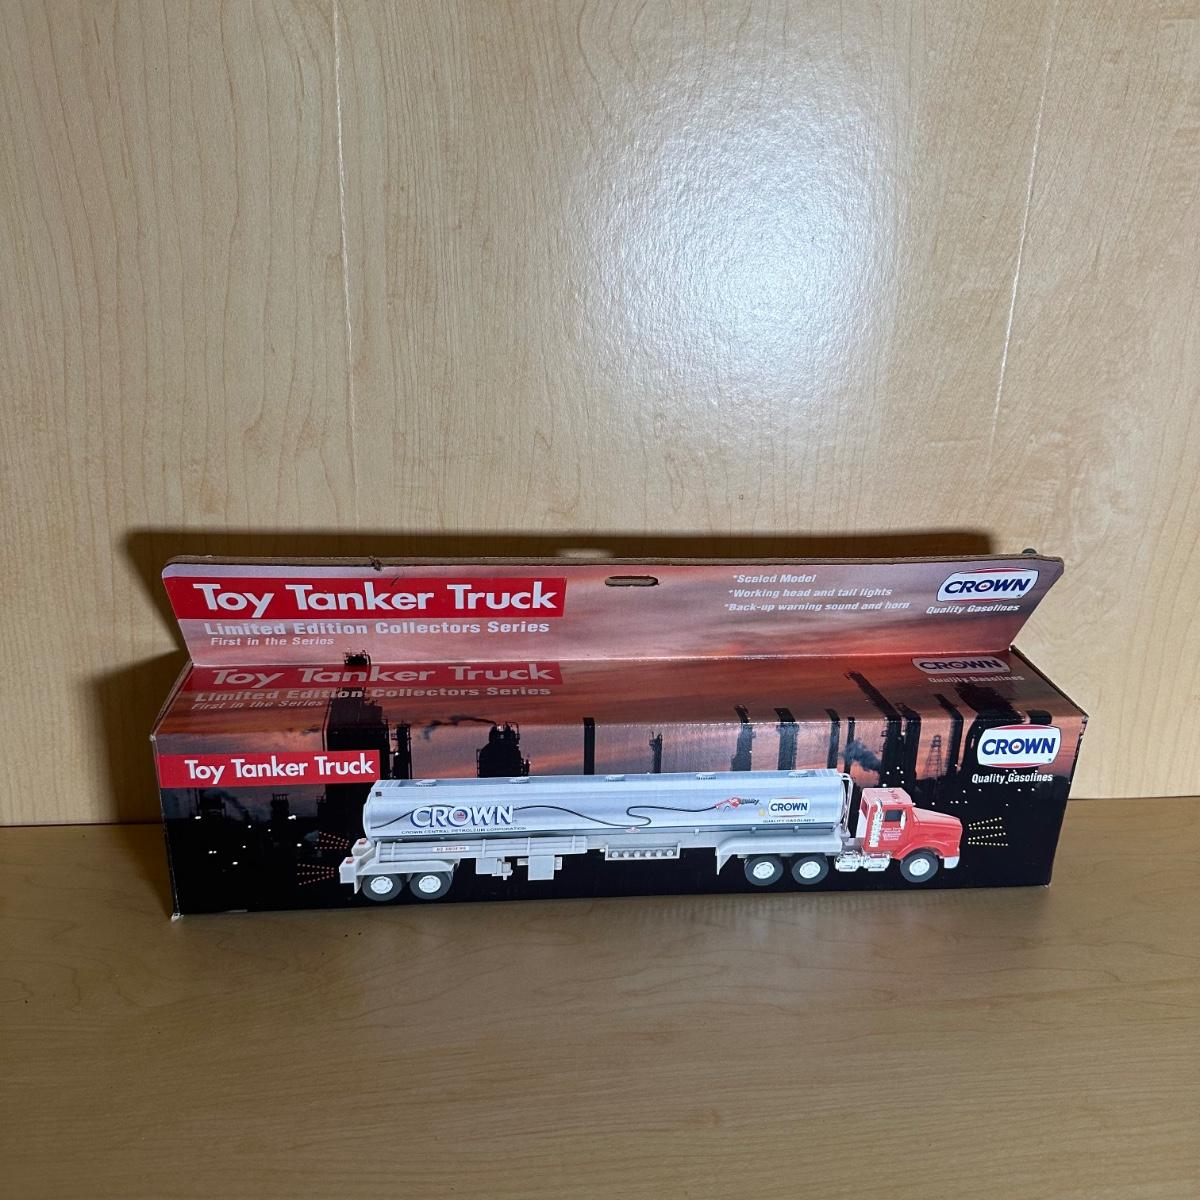 Toy Tanker Truck
Limited Edition Collectors Series
First in the Series
*Scaled Model
*Working head and tail lights
*Back-up warning sound and horn
CROWN
Quality Gasolines
Toy Tanker Truck
Limited Edition Collectors Series
First in the Series
CROWN
Quality Gasolines
Toy Tanker Truck
CROWN
Quality Gasolines
CROWN
CROWN CENTRAL PETROLEUM CORPORATION
CROWN
QUALITY GASOLINES